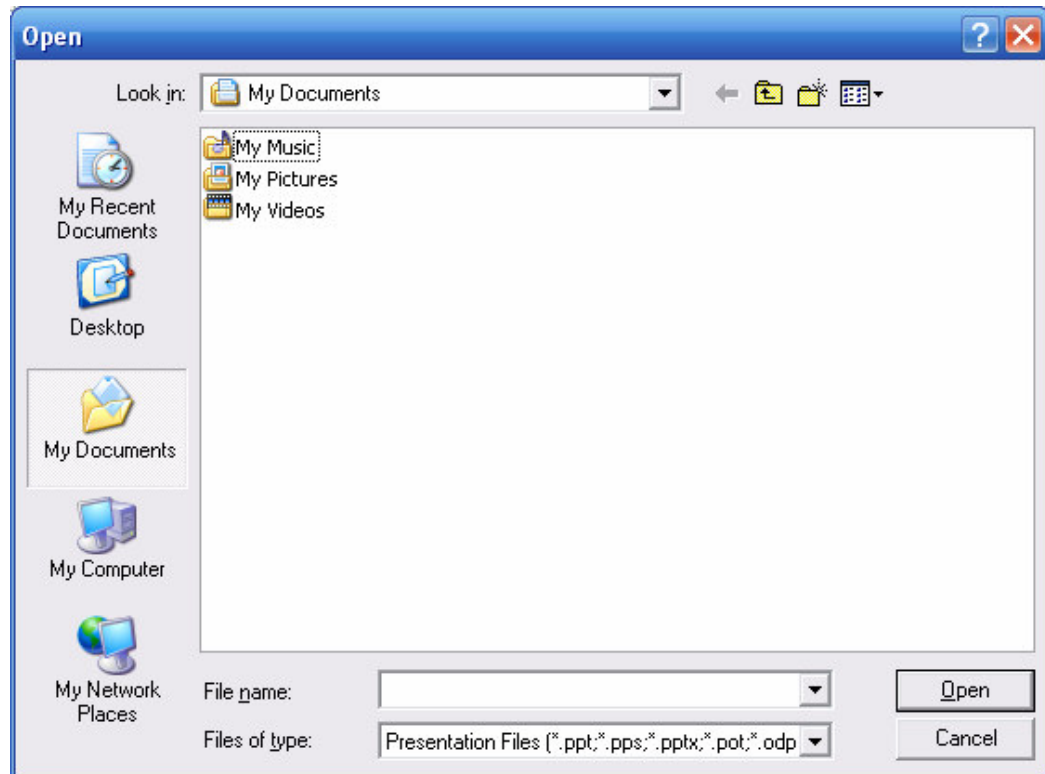 Open
Look in:
My Documents
My Music
My Pictures
My Videos
My Recent
Documents
Desktop
My Documents
My Computer
My Network
Places
File name:
Open
Files of type:
Presentation Files (*.ppt;*.pps;*.pptx;*.pot;*.odp
Cancel